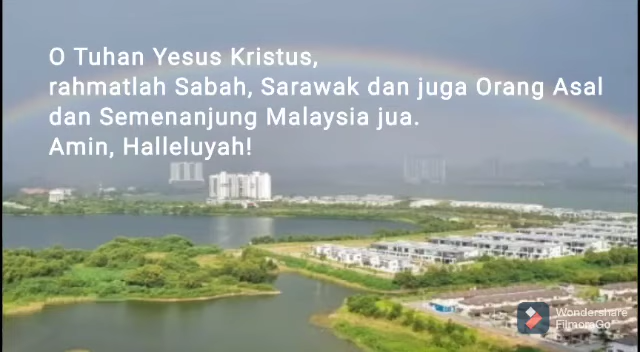 O Tuhan Yesus Kristus,
rahmatlah Sabah, Sarawak dan juga Orang Asal
dan Semenanjung Malaysia jua.
Amin, Halleluyah!
Wondershare
FilmoraGo